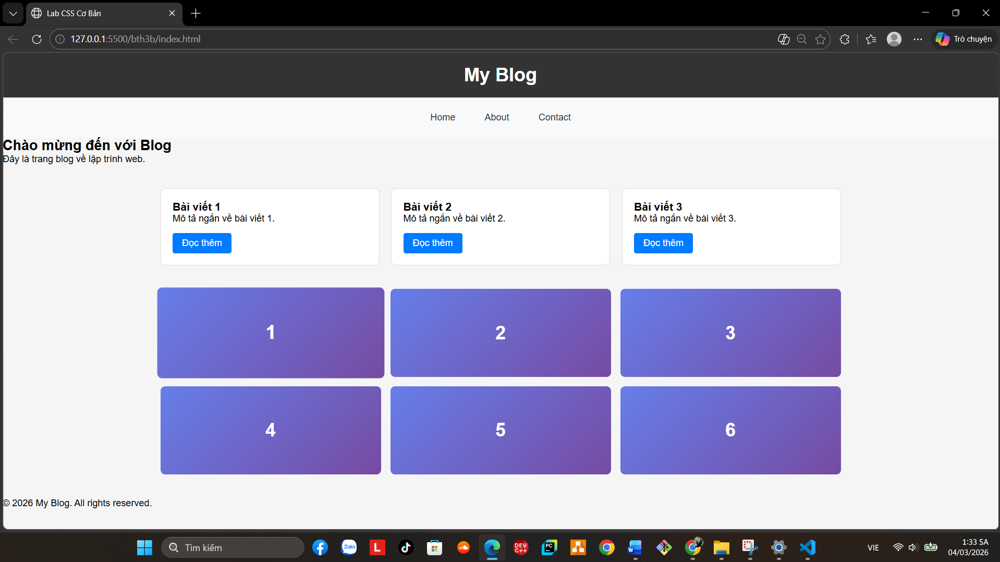 Lab CSS Cơ Bản
127.0.0.1:5500/bth3b/index.html
Trò chuyện
My Blog
Home About Contact
Chào mừng đến với Blog
Đây là trang blog về lập trình web.
Bài viết 1
Mô tả ngắn về bài viết 1.
Đọc thêm
Bài viết 2
Mô tả ngắn về bài viết 2.
Đọc thêm
Bài viết 3
Mô tả ngắn về bài viết 3.
Đọc thêm
1 2 3
4 5 6
© 2026 My Blog. All rights reserved.
Tìm kiếm
Zalo
L
DEV
C++
PC
W
VIE
1:33 SA
04/03/2026